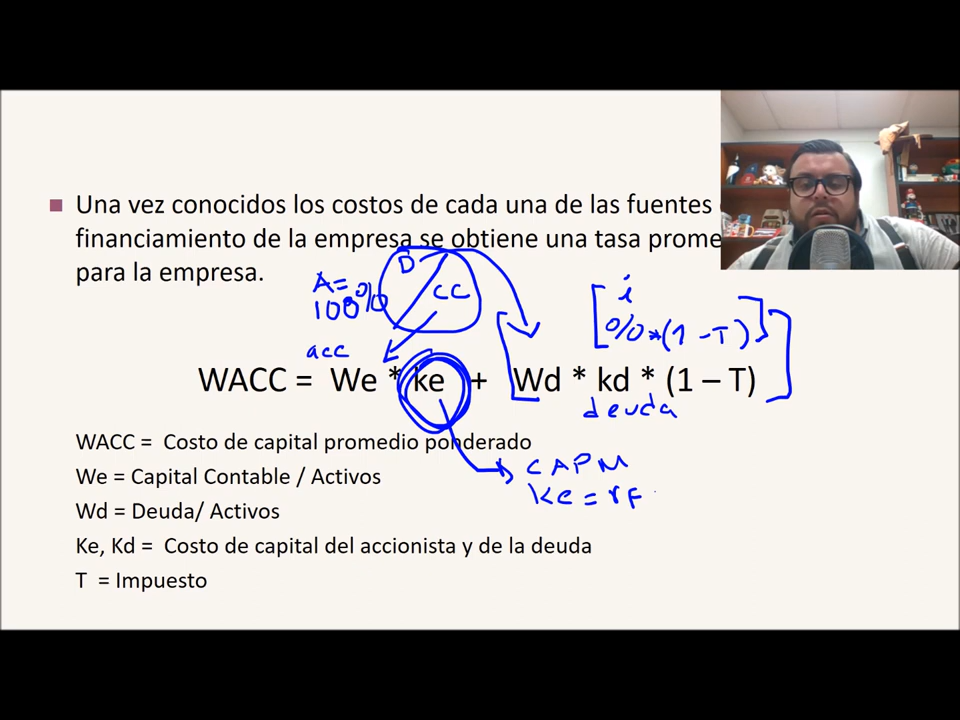 Una vez conocidos los costos de cada una de las fuentes
financiamiento de la empresa se obtiene una tasa prome
para la empresa.
D
CC
A=
100%
i
% * (1 - T)
acc
WACC = We * ke + Wd * kd * (1 – T)
deuda
WACC = Costo de capital promedio ponderado
We = Capital Contable / Activos
CAPM
Ke = rF
Wd = Deuda/ Activos
Ke, Kd = Costo de capital del accionista y de la deuda
T = Impuesto